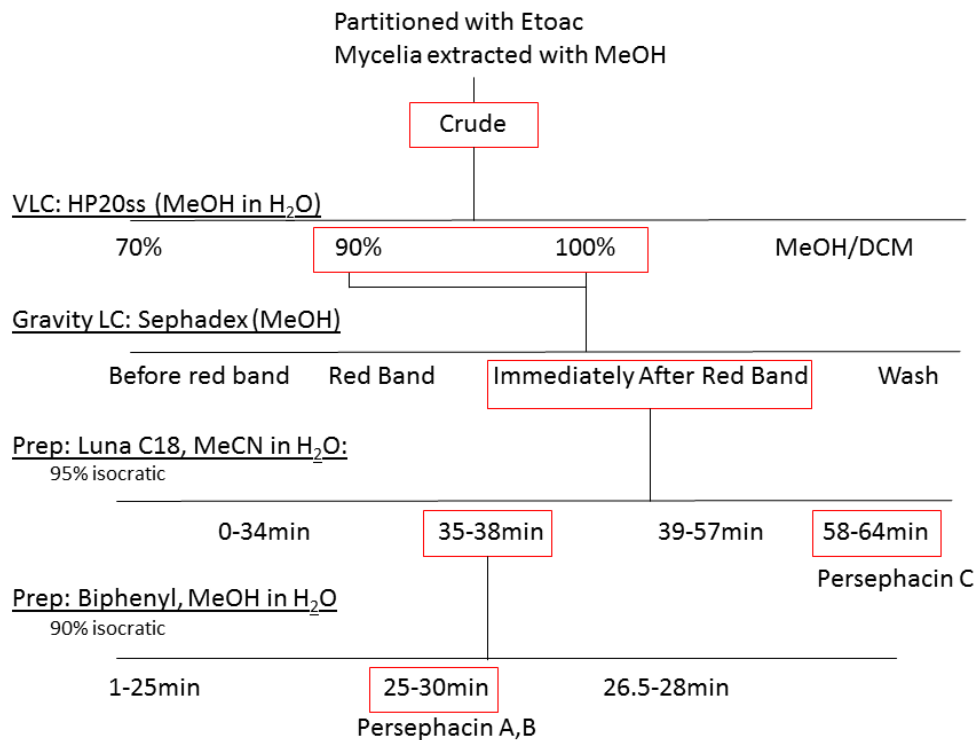 Partitioned with Etoac
Mycelia extracted with MeOH
Crude
VLC: HP20ss (MeOH in H₂O)
70% 90% 100% MeOH/DCM
Gravity LC: Sephadex (MeOH)
Before red band Red Band Immediately After Red Band Wash
Prep: Luna C18, MeCN in H₂O:
95% isocratic
0-34min 35-38min 39-57min 58-64min
Persephacin C
Prep: Biphenyl, MeOH in H₂O
90% isocratic
1-25min 25-30min 26.5-28min
Persephacin A,B